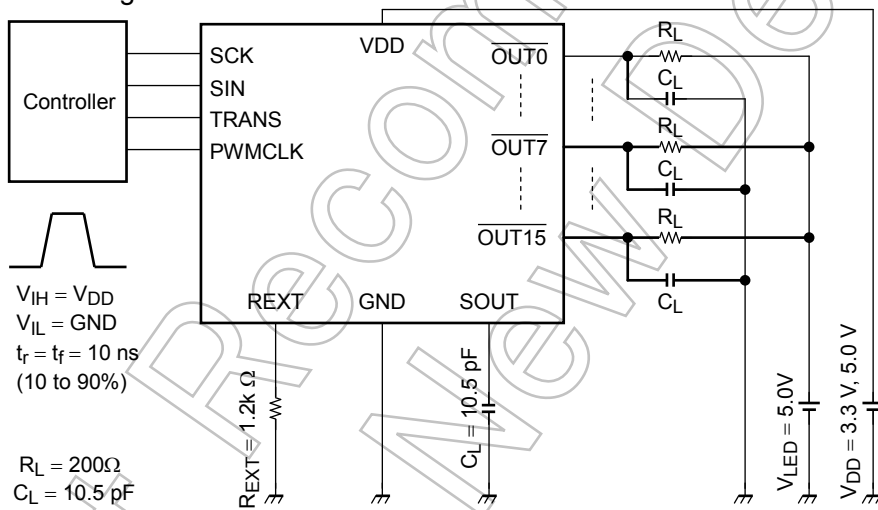 Controller
SCK
SIN
TRANS
PWMCLK
VDD
OUT0
OUT7
OUT15
REXT
GND
SOUT
RL
CL
RL
CL
RL
CL
VIH = VDD
VIL = GND
tr = tf = 10 ns
(10 to 90%)
RL = 200Ω
CL = 10.5 pF
REXT = 1.2k Ω
CL = 10.5 pF
VLED = 5.0V
VDD = 3.3 V, 5.0 V